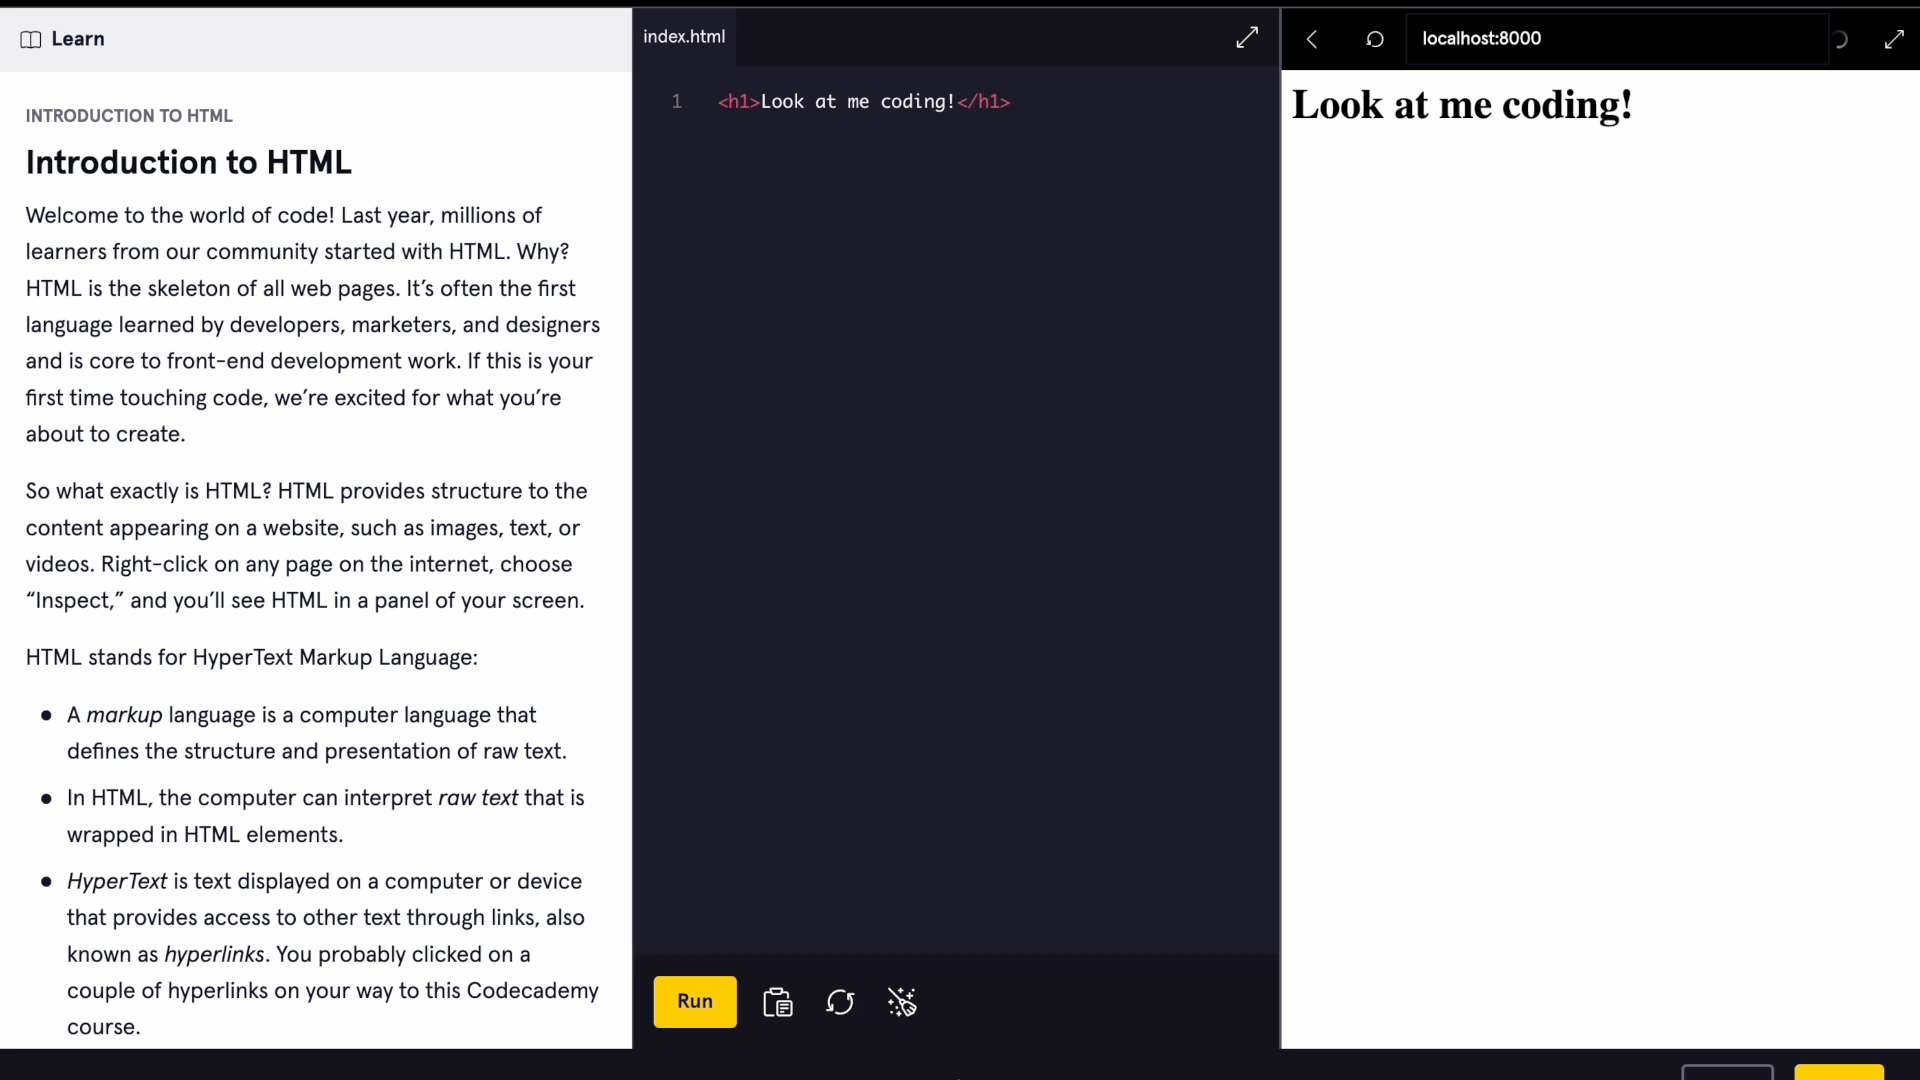 Learn
INTRODUCTION TO HTML
Introduction to HTML
Welcome to the world of code! Last year, millions of
learners from our community started with HTML. Why?
HTML is the skeleton of all web pages. It’s often the first
language learned by developers, marketers, and designers
and is core to front-end development work. If this is your
first time touching code, we’re excited for what you’re
about to create.
So what exactly is HTML? HTML provides structure to the
content appearing on a website, such as images, text, or
videos. Right-click on any page on the internet, choose
“Inspect,” and you’ll see HTML in a panel of your screen.
HTML stands for HyperText Markup Language:
● A markup language is a computer language that
defines the structure and presentation of raw text.
● In HTML, the computer can interpret raw text that is
wrapped in HTML elements.
● HyperText is text displayed on a computer or device
that provides access to other text through links, also
known as hyperlinks. You probably clicked on a
couple of hyperlinks on your way to this Codecademy
course.
index.html
1 <h1>Look at me coding!</h1>
Run
localhost:8000
Look at me coding!